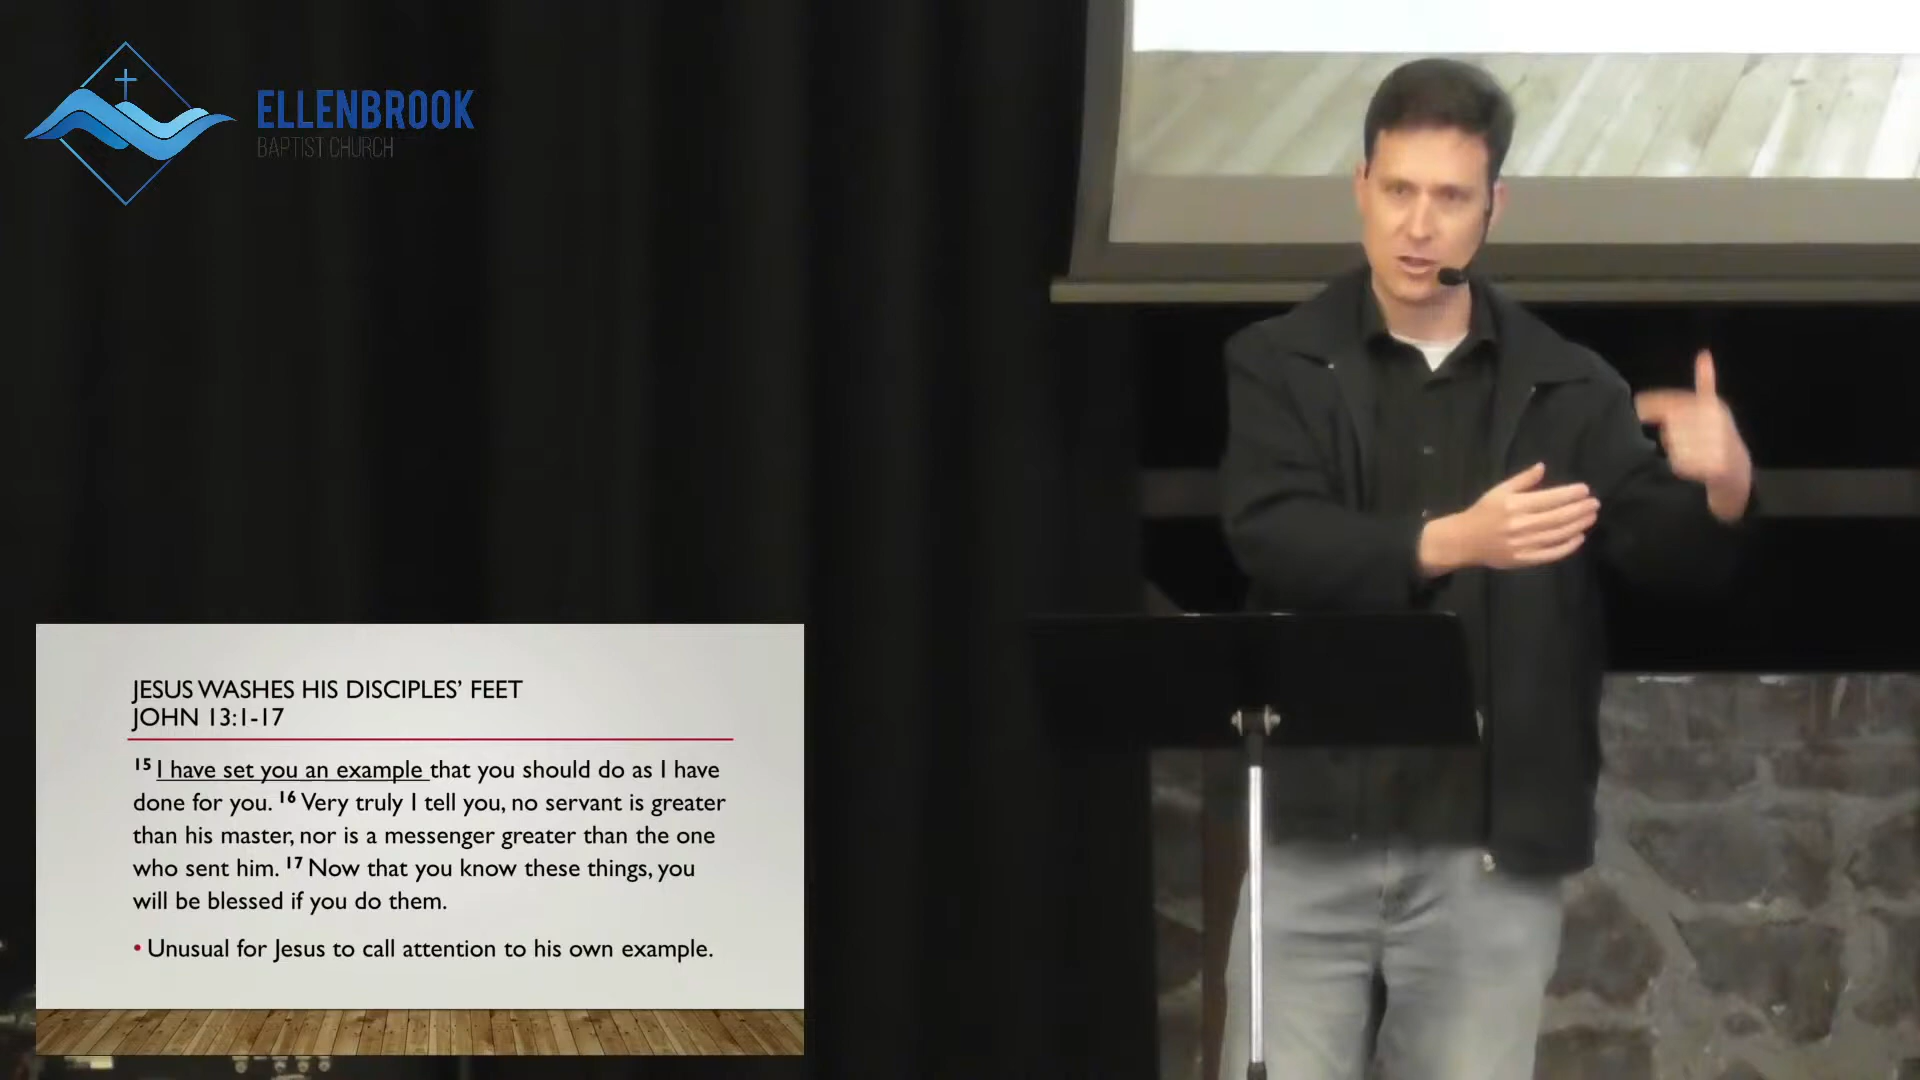 ELLENBROOK
BAPTIST CHURCH
JESUS WASHES HIS DISCIPLES’ FEET
JOHN 13:1-17
15 I have set you an example that you should do as I have
done for you. 16 Very truly I tell you, no servant is greater
than his master, nor is a messenger greater than the one
who sent him. 17 Now that you know these things, you
will be blessed if you do them.
• Unusual for Jesus to call attention to his own example.